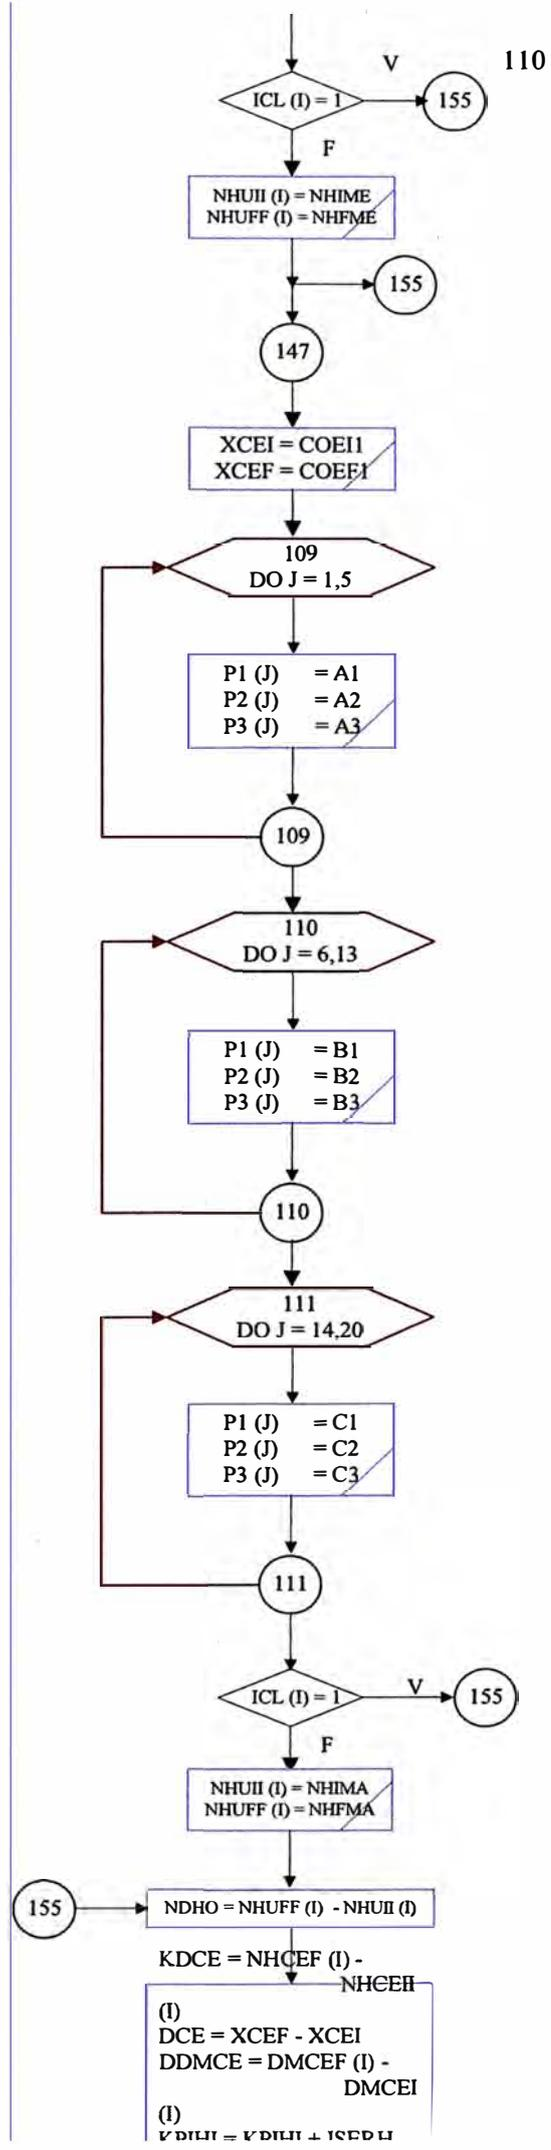 110
V
ICL (I) = 1
155
F
NHUII (I) = NHIME
NHUFF (I) = NHFME
155
147
XCEI = COEI1
XCEF = COEF1
109
DO J = 1,5
P1 (J) = A1
P2 (J) = A2
P3 (J) = A3
109
110
DO J = 6,13
P1 (J) = B1
P2 (J) = B2
P3 (J) = B3
110
111
DO J = 14,20
P1 (J) = C1
P2 (J) = C2
P3 (J) = C3
111
ICL (I) = 1
V
155
F
NHUII (I) = NHIMA
NHUFF (I) = NHFMA
155
NDHO = NHUFF (I) - NHUII (I)
KDCE = NHCEF (I) -
NHCEII
(I)
DCE = XCEF - XCEI
DDMCE = DMCEF (I) -
DMCEI
(I)